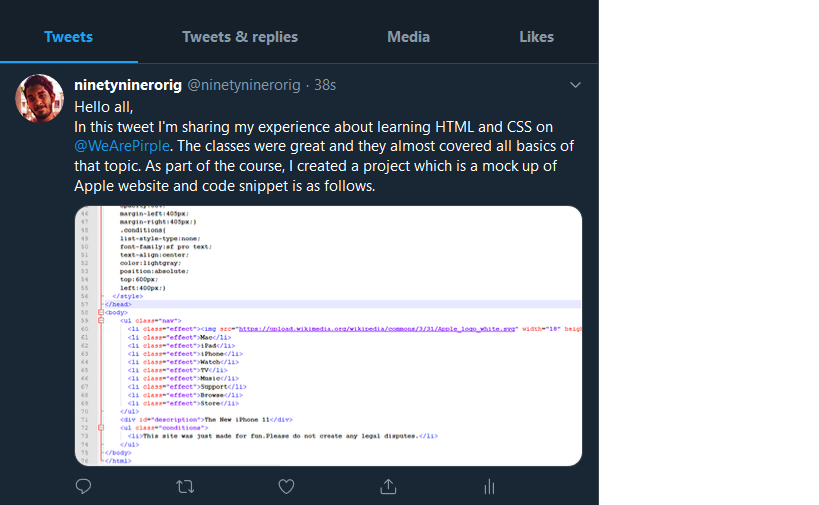 Tweets Tweets & replies Media Likes
ninetyninerorig @ninetyninerorig · 38s
Hello all,
In this tweet I'm sharing my experience about learning HTML and CSS on
@WeArePirple. The classes were great and they almost covered all basics of
that topic. As part of the course, I created a project which is a mock up of
Apple website and code snippet is as follows.
46 margin-left:405px;
47 margin-right:405px;}
48 .conditions{
49 list-style-type:none;
50 font-family:sf pro text;
51 text-align:center;
52 color:lightgray;
53 position:absolute;
54 top:600px;
55 left:400px;}
56 </style>
57 </head>
58 <body>
59 <ul class="nav">
60 <li class="effect"><img src="https://upload.wikimedia.org/wikipedia/commons/3/31/Apple_logo_white.svg" width="18"
61 <li class="effect">Mac</li>
62 <li class="effect">iPad</li>
63 <li class="effect">iPhone</li>
64 <li class="effect">Watch</li>
65 <li class="effect">TV</li>
66 <li class="effect">Music</li>
67 <li class="effect">Support</li>
68 <li class="effect">Browse</li>
69 <li class="effect">Store</li>
70 </ul>
71 <div id="description">The New iPhone 11</div>
72 <ul class="conditions">
73 <li>This site was just made for fun.Please do not create any legal disputes.</li>
74 </ul>
75 </body>
76 </html>